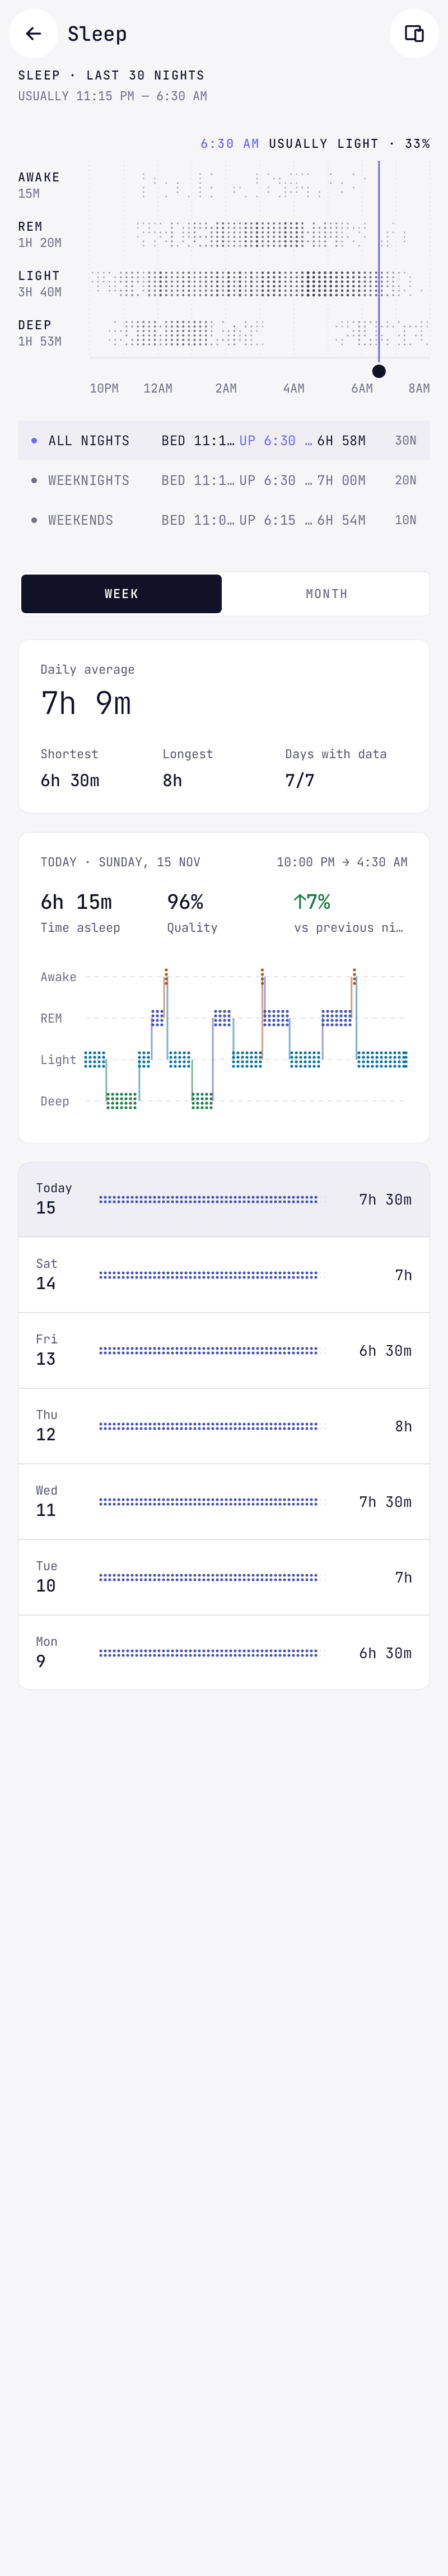 Sleep
SLEEP · LAST 30 NIGHTS
USUALLY 11:15 PM — 6:30 AM
6:30 AM USUALLY LIGHT · 33%
AWAKE
15M
REM
1H 20M
LIGHT
3H 40M
DEEP
1H 53M
10PM 12AM 2AM 4AM 6AM 8AM
ALL NIGHTS BED 11:1… UP 6:30 … 6H 58M 30N
WEEKNIGHTS BED 11:1… UP 6:30 … 7H 00M 20N
WEEKENDS BED 11:0… UP 6:15 … 6H 54M 10N
WEEK MONTH
Daily average
7h 9m
Shortest Longest Days with data
6h 30m 8h 7/7
TODAY · SUNDAY, 15 NOV 10:00 PM → 4:30 AM
6h 15m 96% ↑7%
Time asleep Quality vs previous ni…
Awake
REM
Light
Deep
Today
15 7h 30m
Sat
14 7h
Fri
13 6h 30m
Thu
12 8h
Wed
11 7h 30m
Tue
10 7h
Mon
9 6h 30m